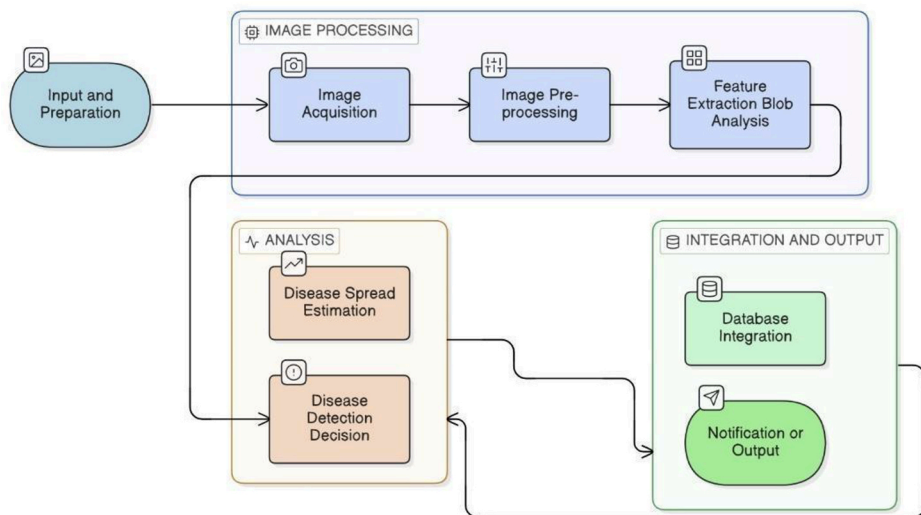 IMAGE PROCESSING
Input and
Preparation
Image
Acquisition
Image Pre-
processing
Feature
Extraction Blob
Analysis
ANALYSIS
Disease Spread
Estimation
Disease
Detection
Decision
INTEGRATION AND OUTPUT
Database
Integration
Notification or
Output